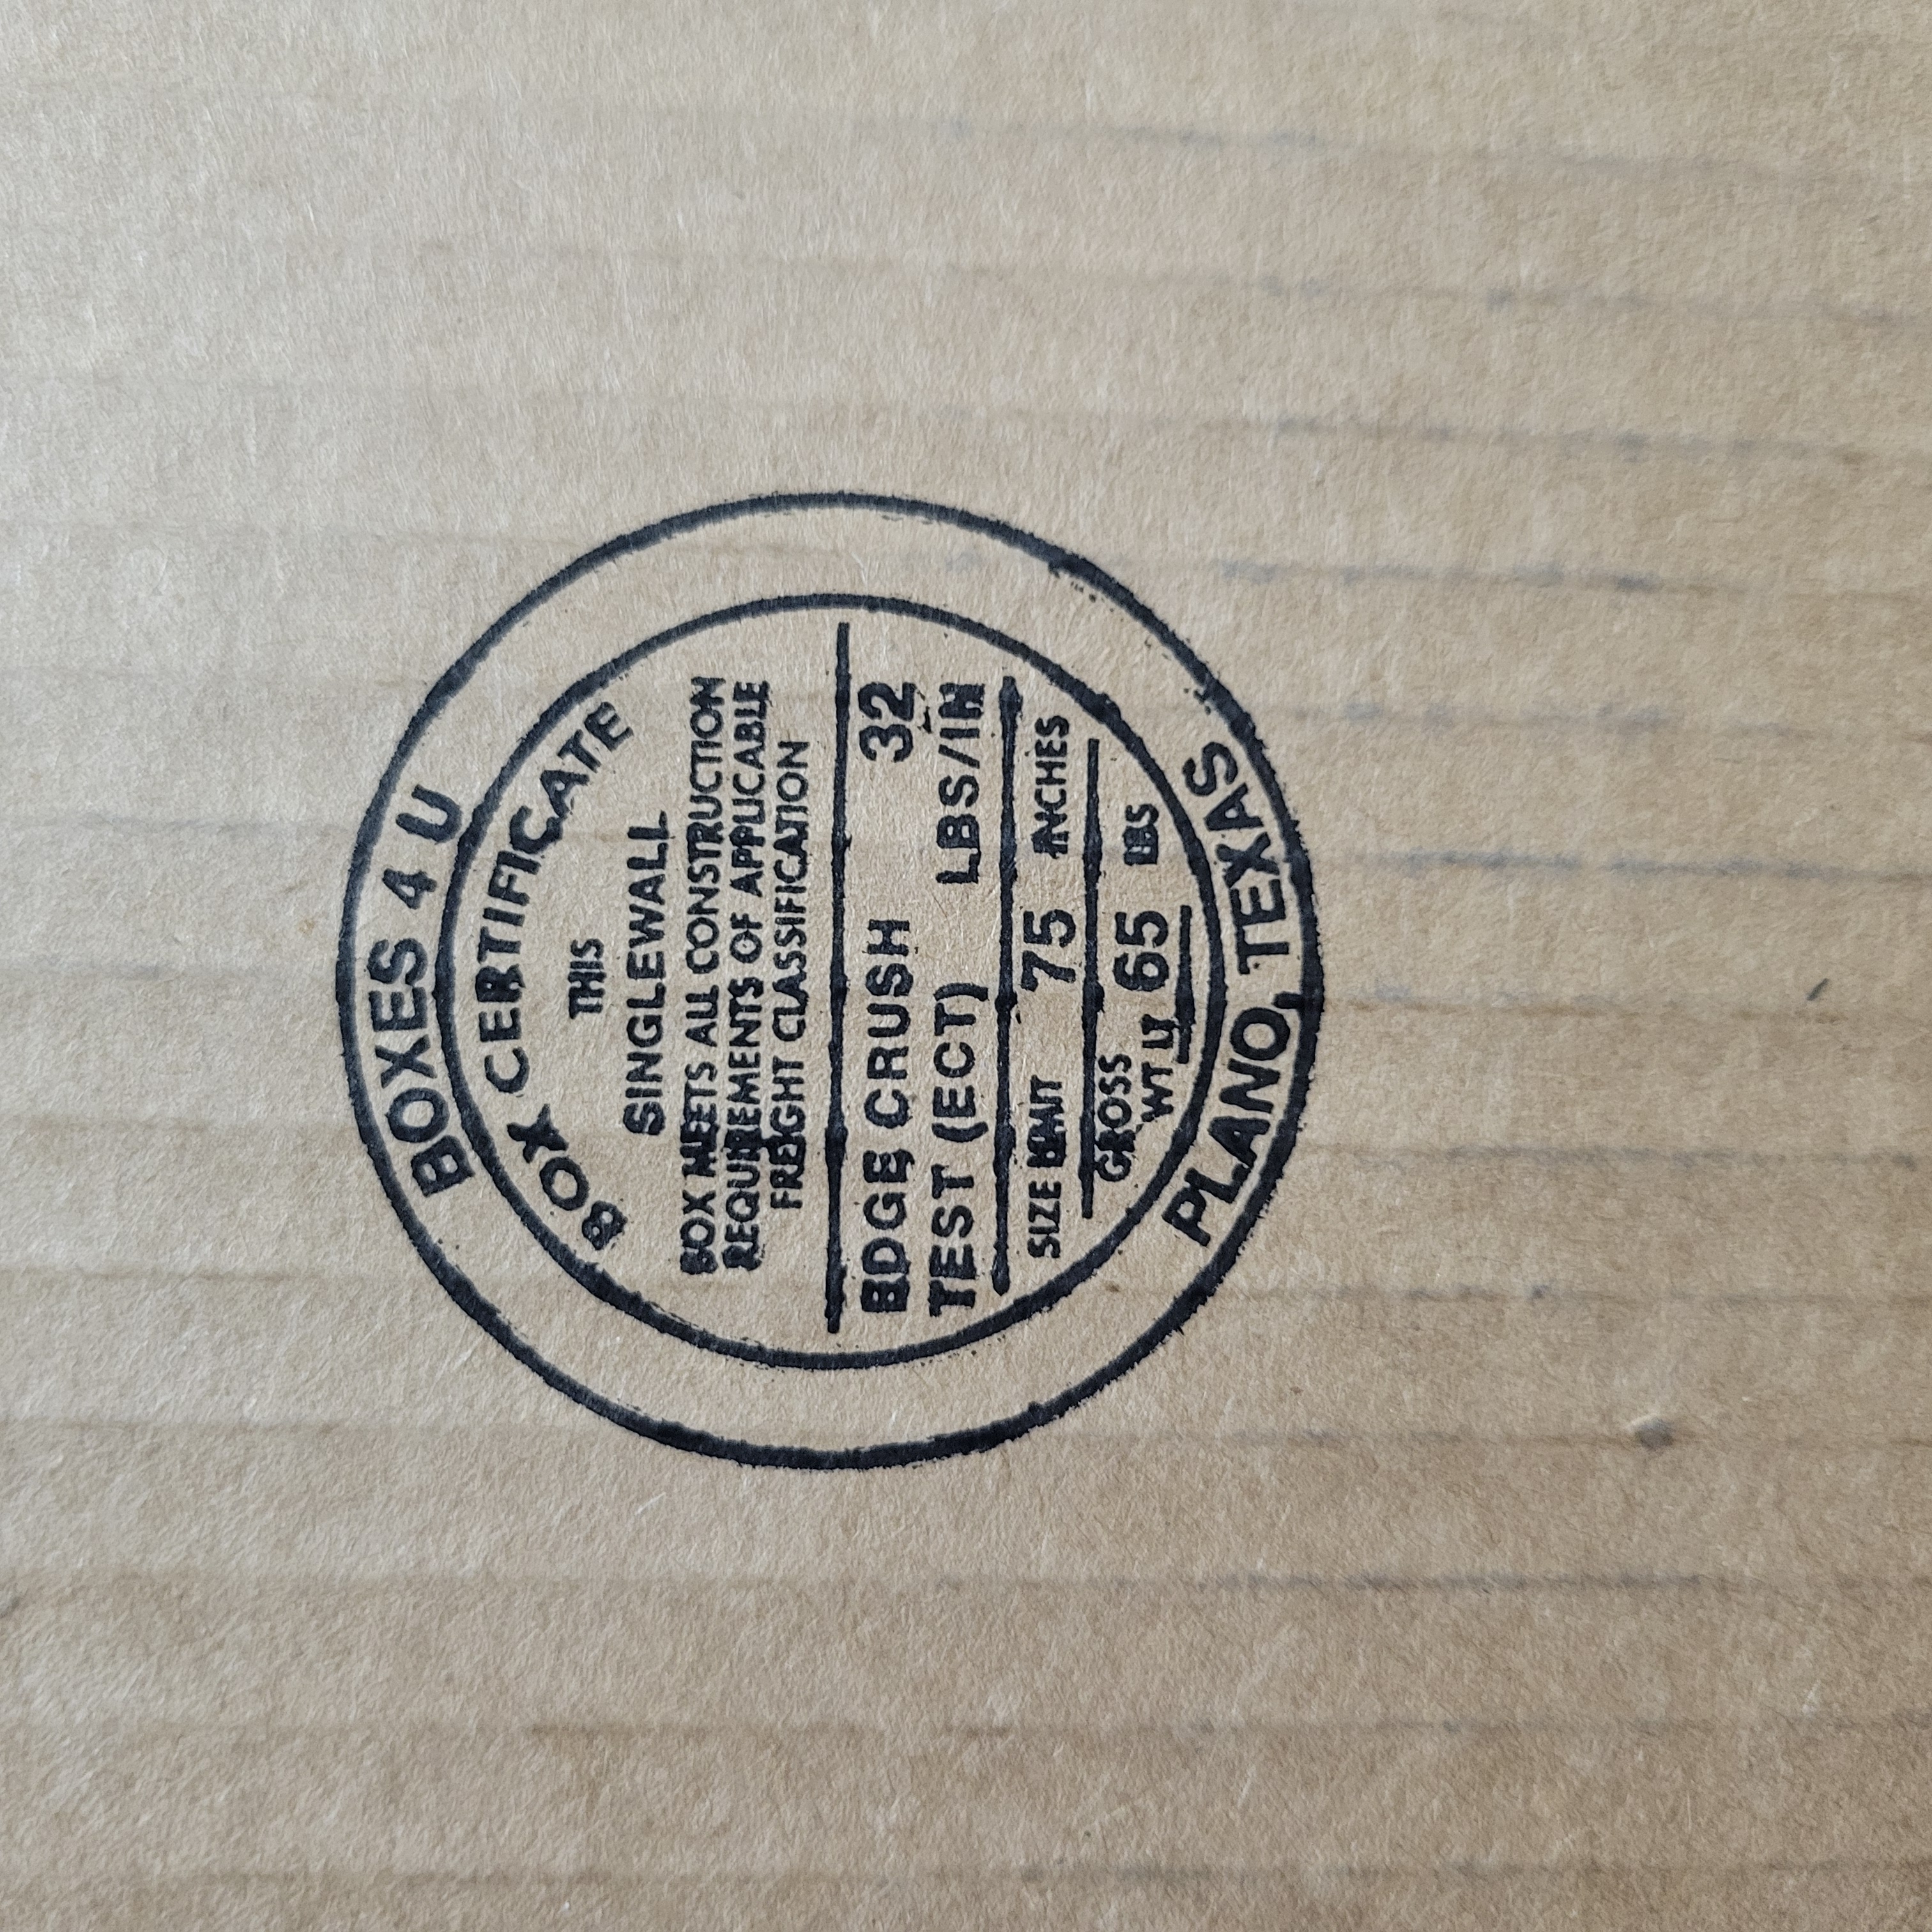 BOXES 4 U
BOX CERTIFICATE
THIS
SINGLEWALL
BOX MEETS ALL CONSTRUCTION
REQUIREMENTS OF APPLICABLE
FREIGHT CLASSIFICATION
EDGE CRUSH 32
TEST (ECT) LBS/IN
SIZE LIMIT 75 INCHES
GROSS
WT LT 65 LBS
PLANO, TEXAS